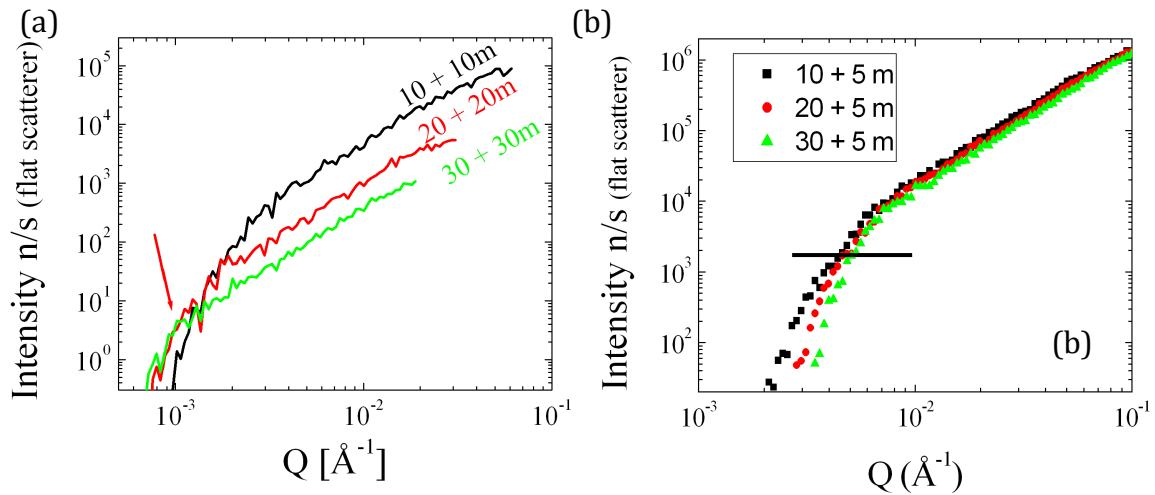 (a)
Intensity n/s (flat scatterer)
10⁵
10⁴
10³
10²
10¹
10⁰
10 + 10m
20 + 20m
30 + 30m
10⁻³
10⁻²
10⁻¹
Q [Å⁻¹]
(b)
Intensity n/s (flat scatterer)
10⁶
10⁵
10⁴
10³
10²
10 + 5 m
20 + 5 m
30 + 5 m
(b)
10⁻³
10⁻²
10⁻¹
Q (Å⁻¹)